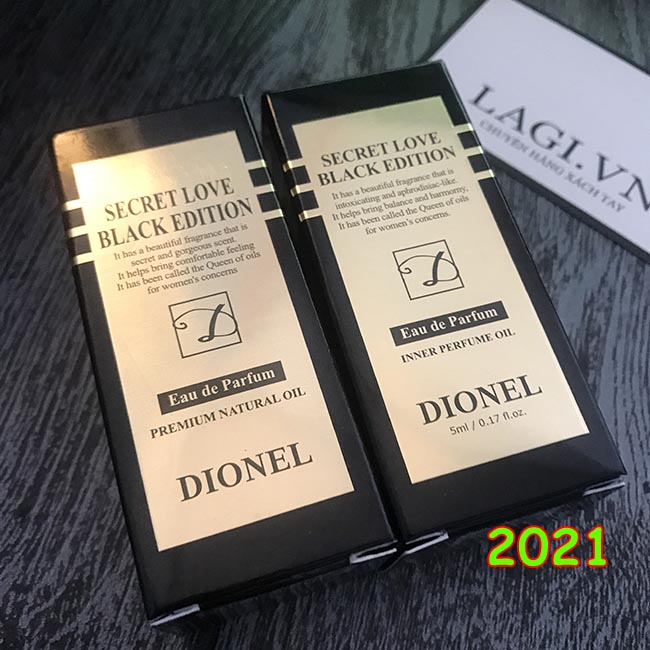 SECRET LOVE
BLACK EDITION
It has a beautiful fragrance that is
secret and gorgeous scent.
It helps bring comfortable feeling
It has been called the Queen of oils
for women's concerns
D
Eau de Parfum
PREMIUM NATURAL OIL
DIONEL
SECRET LOVE
BLACK EDITION
It has a beautiful fragrance that is
intoxicating and aphrodisiac-like.
It helps bring balance and harmony,
It has been called the Queen of oils
for women's concerns.
D
Eau de Parfum
INNER PERFUME OIL
DIONEL
5ml / 0.17 fl.oz.
LAGI.VN
CHUYÊN HÀNG XÁCH TAY
2021